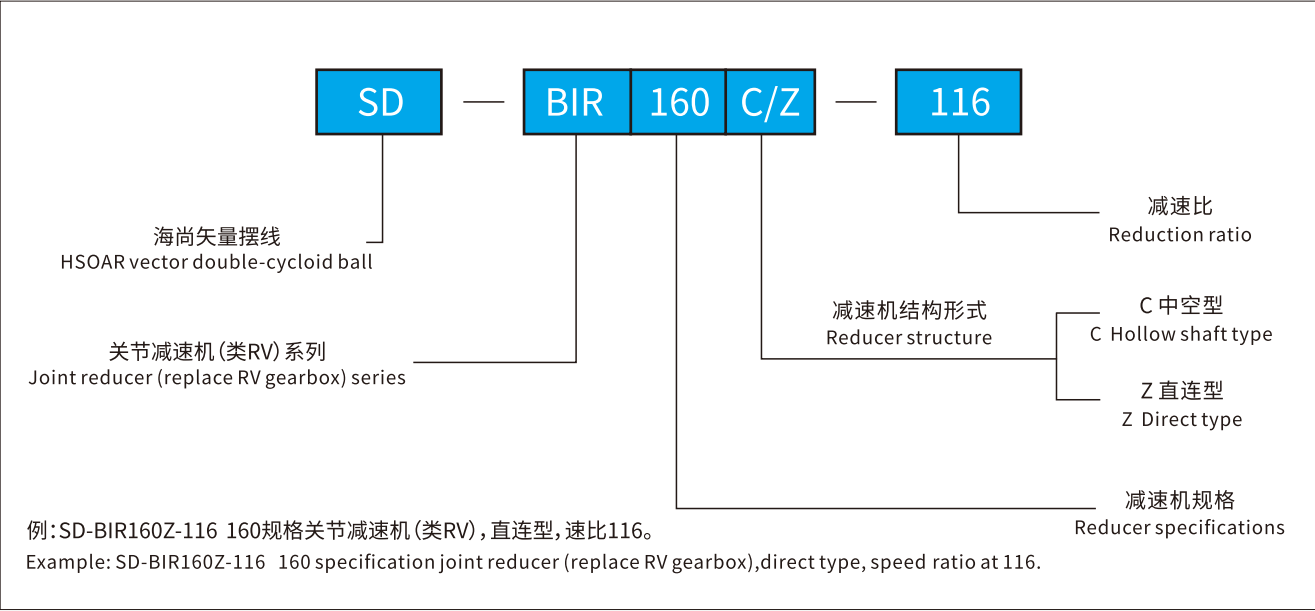 SD — BIR 160 C/Z — 116
海尚矢量摆线
HSOAR vector double-cycloid ball
减速比
Reduction ratio
关节减速机(类RV)系列
Joint reducer (replace RV gearbox) series
减速机结构形式
Reducer structure
C 中空型
C Hollow shaft type
Z 直连型
Z Direct type
减速机规格
Reducer specifications
例:SD-BIR160Z-116 160规格关节减速机(类RV),直连型,速比116。
Example: SD-BIR160Z-116 160 specification joint reducer (replace RV gearbox),direct type, speed ratio at 116.